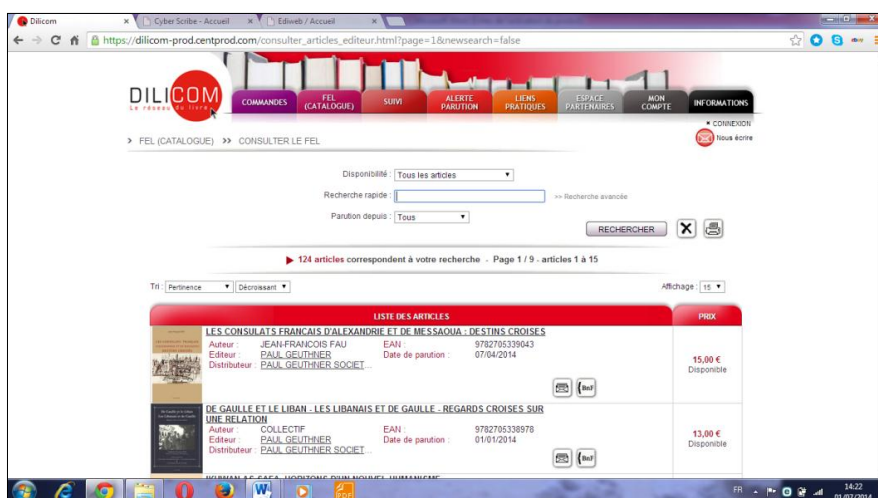 Dilicom
Cyber Scribe - Accueil
Ediweb / Accueil
https://dilicom-prod.centprod.com/consulter_articles_editeur.html?page=1&newsearch=false
DILICOM
Le réseau du livre
COMMANDES
FEL
(CATALOGUE)
SUIVI
ALERTE
PARUTION
LIENS
PRATIQUES
ESPACE
PARTENAIRES
MON
COMPTE
INFORMATIONS
CONNEXION
Nous écrire
> FEL (CATALOGUE) >> CONSULTER LE FEL
Disponibilité : Tous les articles
Recherche rapide : >> Recherche avancée
Parution depuis : Tous
RECHERCHER
124 articles correspondent à votre recherche - Page 1 / 9 - articles 1 à 15
Tri : Pertinence Décroissant Affichage : 15
LISTE DES ARTICLES PRIX
LES CONSULATS FRANCAIS D'ALEXANDRIE ET DE MESSAOUA : DESTINS CROISES
Auteur : JEAN-FRANCOIS FAU EAN : 9782705339043
Editeur : PAUL GEUTHNER Date de parution : 07/04/2014
Distributeur : PAUL GEUTHNER SOCIET...
15,00 €
Disponible
BnF
DE GAULLE ET LE LIBAN - LES LIBANAIS ET DE GAULLE - REGARDS CROISES SUR
UNE RELATION
Auteur : COLLECTIF EAN : 9782705338978
Editeur : PAUL GEUTHNER Date de parution : 01/01/2014
Distributeur : PAUL GEUTHNER SOCIET...
13,00 €
Disponible
BnF
FR
14:22
01/07/2014